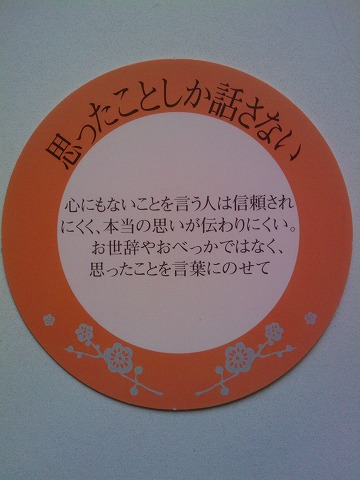 思ったことしか話さない
心にもないことを言う人は信頼され
にくく、本当の思いが伝わりにくい。
お世辞やおべっかではなく、
思ったことを言葉にのせて